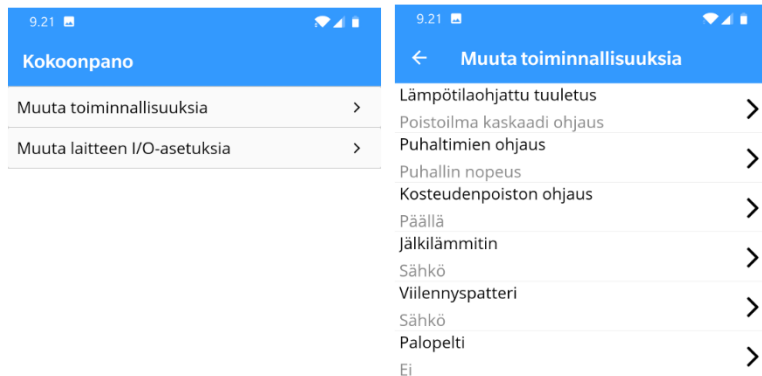 9.21
Kokoonpano
Muuta toiminnallisuuksia
Muuta laitteen I/O-asetuksia
9.21
Muuta toiminnallisuuksia
Lämpötilaohjattu tuuletus
Poistoilma kaskaadi ohjaus
Puhaltimien ohjaus
Puhallin nopeus
Kosteudenpoiston ohjaus
Päällä
Jälkilämmitin
Sähkö
Viilennyspatteri
Sähkö
Palopelti
Ei